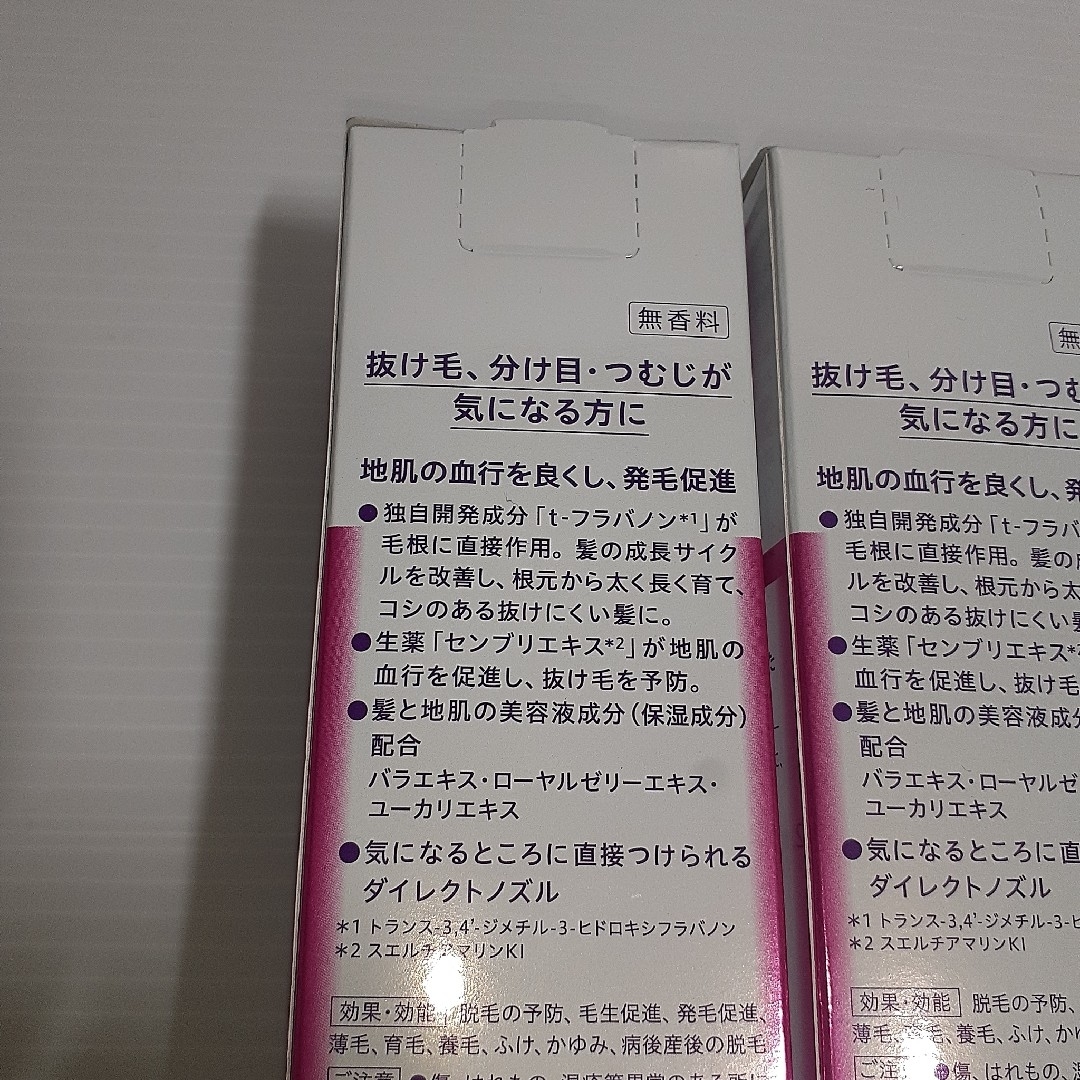 無香料
抜け毛、分け目・つむじが
気になる方に
地肌の血行を良くし、発毛促進
●独自開発成分「t-フラバノン*1」が
毛根に直接作用。髪の成長サイク
ルを改善し、根元から太く長く育て、
コシのある抜けにくい髪に。
●生薬「センブリエキス*2」が地肌の
血行を促進し、抜け毛を予防。
●髪と地肌の美容液成分(保湿成分)
配合
バラエキス・ローヤルゼリーエキス・
ユーカリエキス
●気になるところに直接つけられる
ダイレクトノズル
*1 トランス-3,4'-ジメチル-3-ヒドロキシフラバノン
*2 スエルチアマリンKI
効果・効能 脱毛の予防、毛生促進、発毛促進、
薄毛、育毛、養毛、ふけ、かゆみ、病後産後の脱毛
ご注意 ●傷、はれもの、湿疹等異常のある所に
無
抜け毛、分け目・つむ
気になる方に
地肌の血行を良くし、発
●独自開発成分「t-フラバ
毛根に直接作用。髪の
ルを改善し、根元から太
コシのある抜けにくい
●生薬「センブリエキス*
血行を促進し、抜け毛
●髪と地肌の美容液成分
配合
バラエキス・ローヤルゼ
ユーカリエキス
●気になるところに直
ダイレクトノズル
*1 トランス-3,4'-ジメチル-3-ヒ
*2 スエルチアマリンKI
効果・効能 脱毛の予防、
薄毛、育毛、養毛、ふけ、かゆ
ご注 ●傷、はれもの、